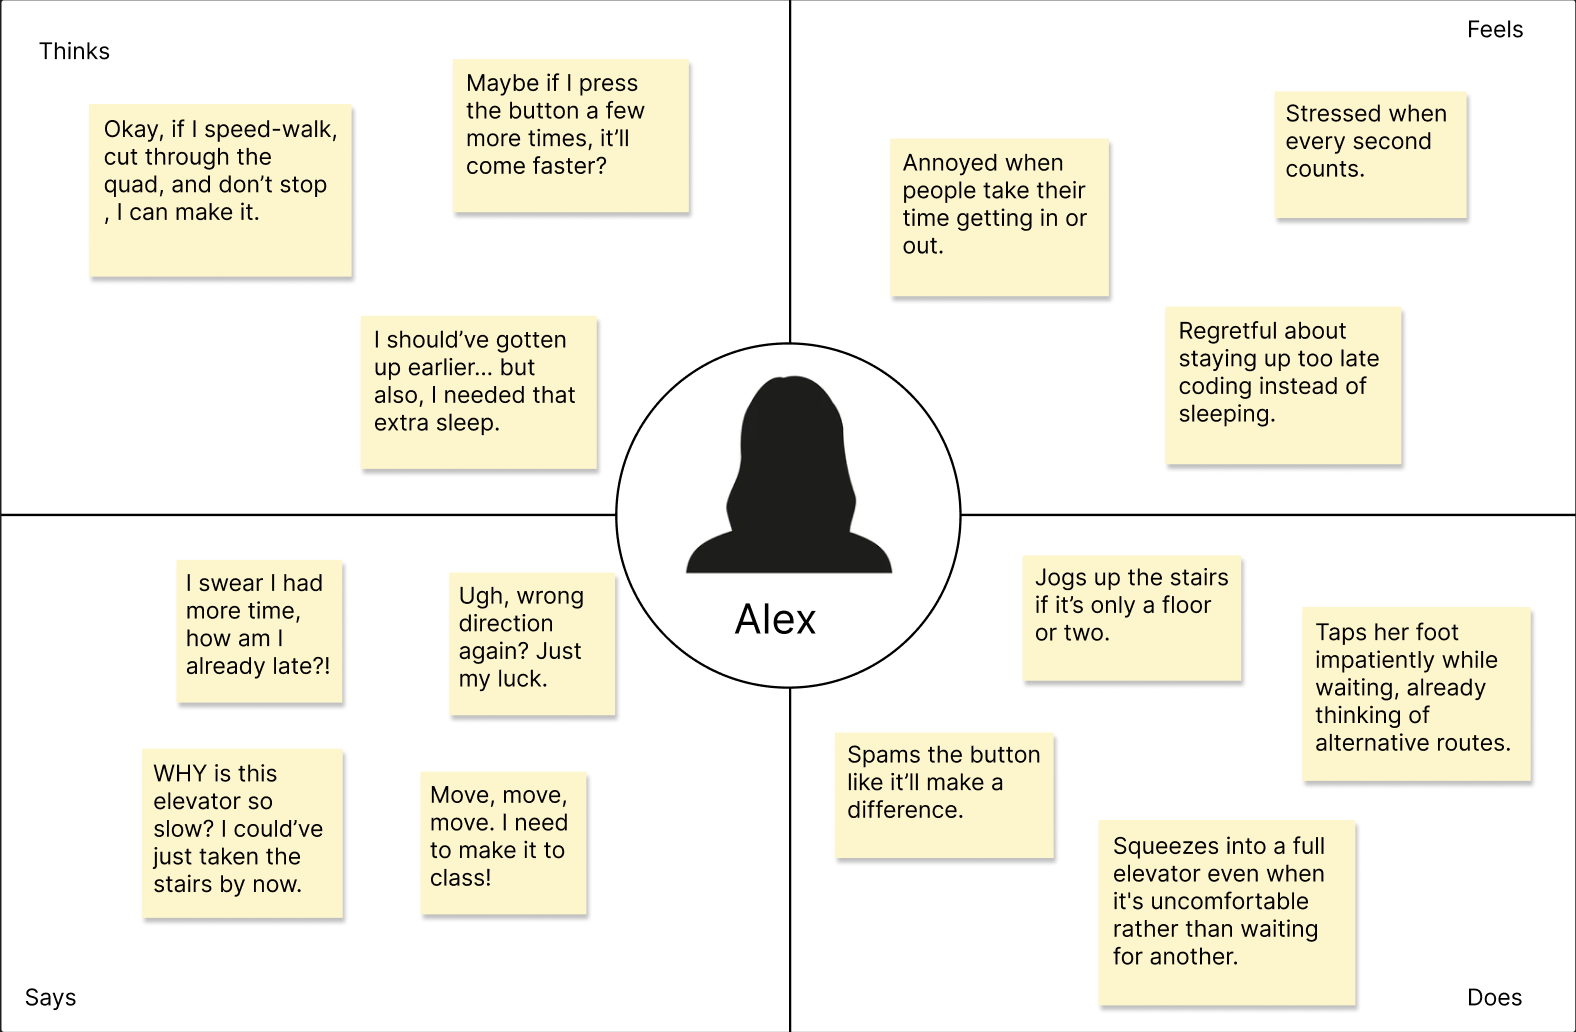 Thinks
Okay, if I speed-walk,
cut through the
quad, and don’t stop
, I can make it.
Maybe if I press
the button a few
more times, it’ll
come faster?
I should’ve gotten
up earlier... but
also, I needed that
extra sleep.
Feels
Annoyed when
people take their
time getting in or
out.
Stressed when
every second
counts.
Regretful about
staying up too late
coding instead of
sleeping.
Alex
I swear I had
more time,
how am I
already late?!
Ugh, wrong
direction
again? Just
my luck.
WHY is this
elevator so
slow? I could’ve
just taken the
stairs by now.
Move, move,
move. I need
to make it to
class!
Says
Jogs up the stairs
if it’s only a floor
or two.
Taps her foot
impatiently while
waiting, already
thinking of
alternative routes.
Spams the button
like it’ll make a
difference.
Squeezes into a full
elevator even when
it's uncomfortable
rather than waiting
for another.
Does